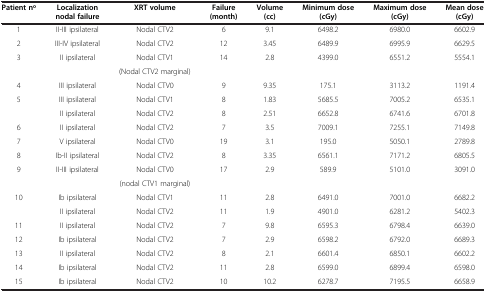 Patient nº Localization nodal failure XRT volume Failure (month) Volume (cc) Minimum dose (cGy) Maximum dose (cGy) Mean dose (cGy)
1 II-III ipsilateral Nodal CTV2 6 9.1 6498.2 6980.0 6602.9
2 III-IV ipsilateral Nodal CTV2 12 3.45 6489.9 6995.9 6629.5
3 II ipsilateral Nodal CTV1 14 2.8 4399.0 6551.2 5554.1
(Nodal CTV2 marginal)
4 III ipsilateral Nodal CTV0 9 9.35 175.1 3113.2 1191.4
5 III ipsilateral Nodal CTV1 8 1.83 5685.5 7005.2 6535.1
II ipsilateral Nodal CTV2 8 2.51 6652.8 6741.6 6701.8
6 II ipsilateral Nodal CTV2 7 3.5 7009.1 7255.1 7149.8
7 V ipsilateral Nodal CTV0 19 3.1 195.0 5050.1 2789.8
8 Ib-II ipsilateral Nodal CTV2 8 3.35 6561.1 7171.2 6805.5
9 II-III ipsilateral Nodal CTV0 17 2.9 589.9 5101.0 3091.0
(nodal CTV1 marginal)
10 Ib ipsilateral Nodal CTV1 11 2.8 6491.0 7001.0 6682.2
II ipsilateral Nodal CTV2 11 1.9 4901.0 6281.2 5402.3
11 II ipsilateral Nodal CTV2 7 9.8 6595.3 6798.4 6639.0
12 Ib ipsilateral Nodal CTV2 7 2.9 6598.2 6792.0 6689.3
13 II ipsilateral Nodal CTV2 8 2.1 6601.4 6850.1 6602.2
14 Ib ipsilateral Nodal CTV2 11 2.8 6599.0 6899.4 6598.0
15 Ib ipsilateral Nodal CTV2 10 10.2 6278.7 7195.5 6658.9